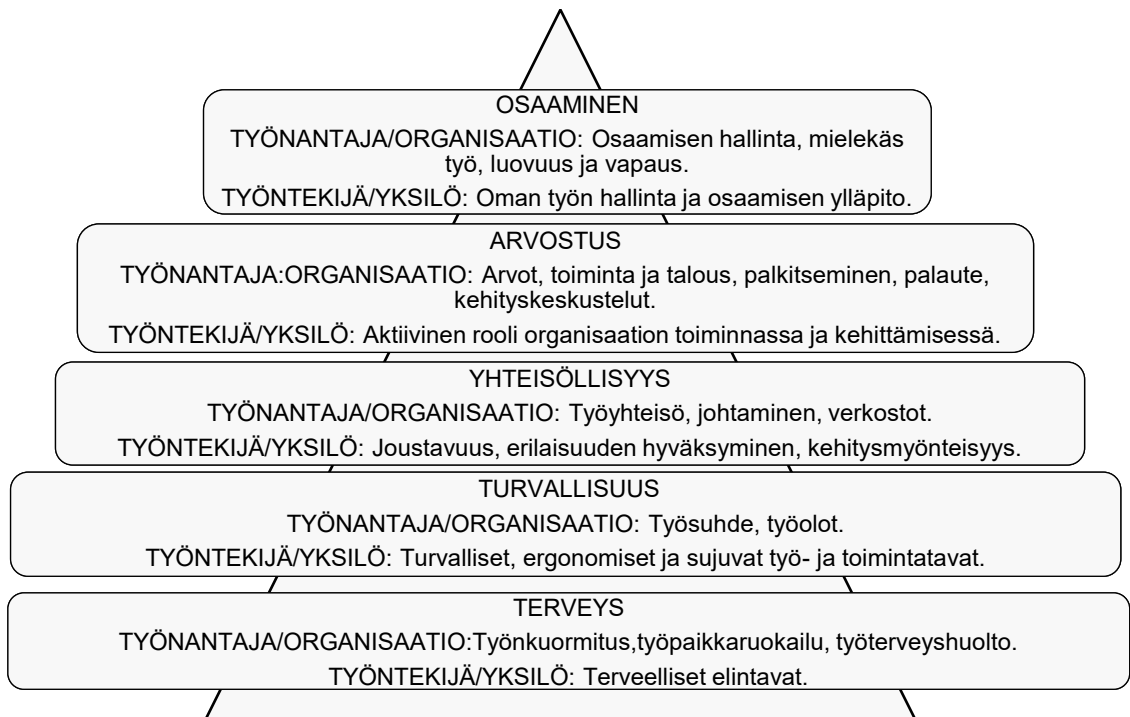 OSAAMINEN
TYÖNANTAJA/ORGANISAATIO: Osaamisen hallinta, mielekäs
työ, luovuus ja vapaus.
TYÖNTEKIJÄ/YKSILÖ: Oman työn hallinta ja osaamisen ylläpito.
ARVOSTUS
TYÖNANTAJA:ORGANISAATIO: Arvot, toiminta ja talous, palkitseminen, palaute,
kehityskeskustelut.
TYÖNTEKIJÄ/YKSILÖ: Aktiivinen rooli organisaation toiminnassa ja kehittämisessä.
YHTEISÖLLISYYS
TYÖNANTAJA/ORGANISAATIO: Työyhteisö, johtaminen, verkostot.
TYÖNTEKIJÄ/YKSILÖ: Joustavuus, erilaisuuden hyväksyminen, kehitysmyönteisyys.
TURVALLISUUS
TYÖNANTAJA/ORGANISAATIO: Työsuhde, työolot.
TYÖNTEKIJÄ/YKSILÖ: Turvalliset, ergonomiset ja sujuvat työ- ja toimintatavat.
TERVEYS
TYÖNANTAJA/ORGANISAATIO:Työnkuormitus,työpaikkaruokailu, työterveyshuolto.
TYÖNTEKIJÄ/YKSILÖ: Terveelliset elintavat.